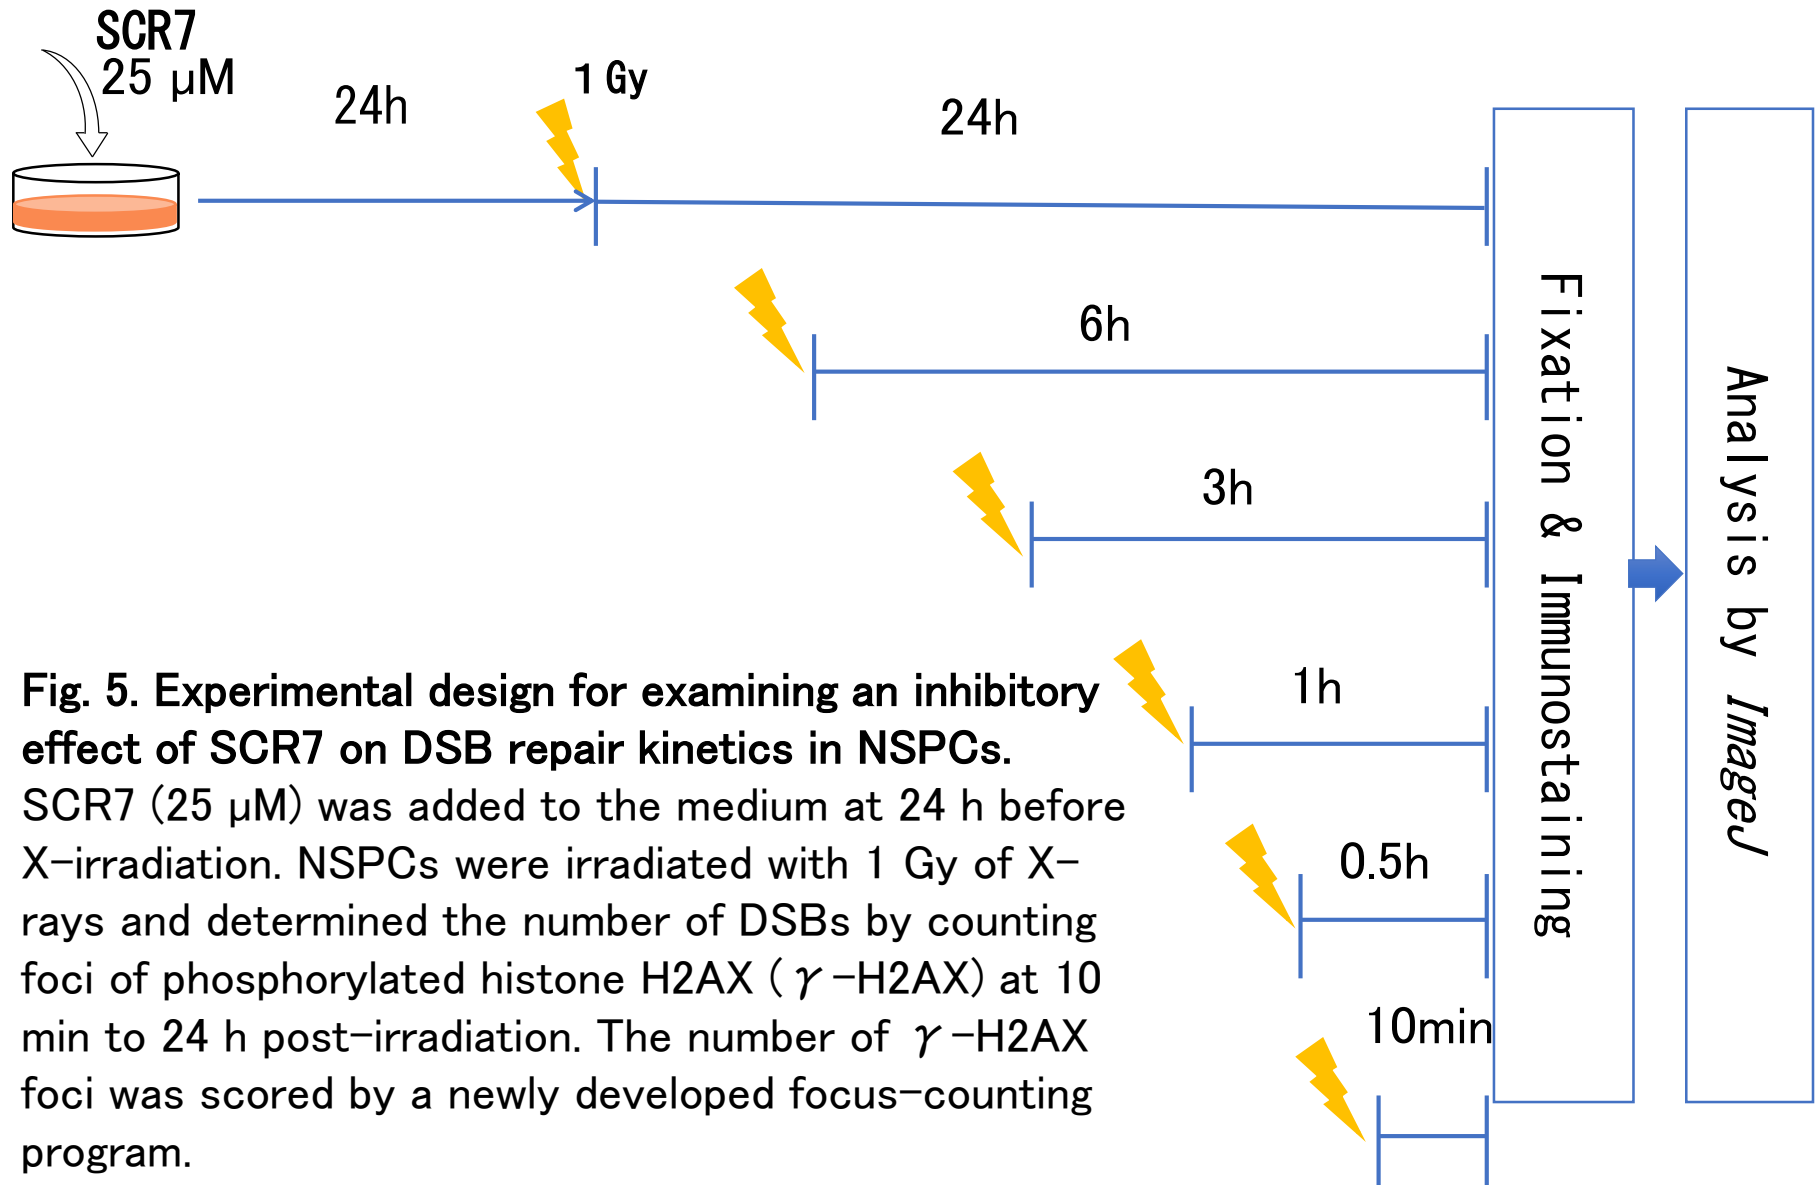 SCR7
25 μM
24h
1 Gy
24h
6h
3h
1h
0.5h
10min
Fixation & Immunostaining
Analysis by ImageJ
Fig. 5. Experimental design for examining an inhibitory
effect of SCR7 on DSB repair kinetics in NSPCs.
SCR7 (25 μM) was added to the medium at 24 h before
X-irradiation. NSPCs were irradiated with 1 Gy of X-
rays and determined the number of DSBs by counting
foci of phosphorylated histone H2AX (γ-H2AX) at 10
min to 24 h post-irradiation. The number of γ-H2AX
foci was scored by a newly developed focus-counting
program.